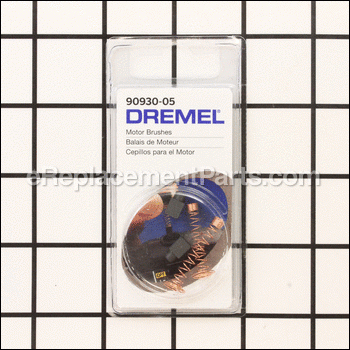 90930-05
DREMEL
Motor Brushes
Balais de Moteur
Cepillos para el Motor
eReplacementParts.com